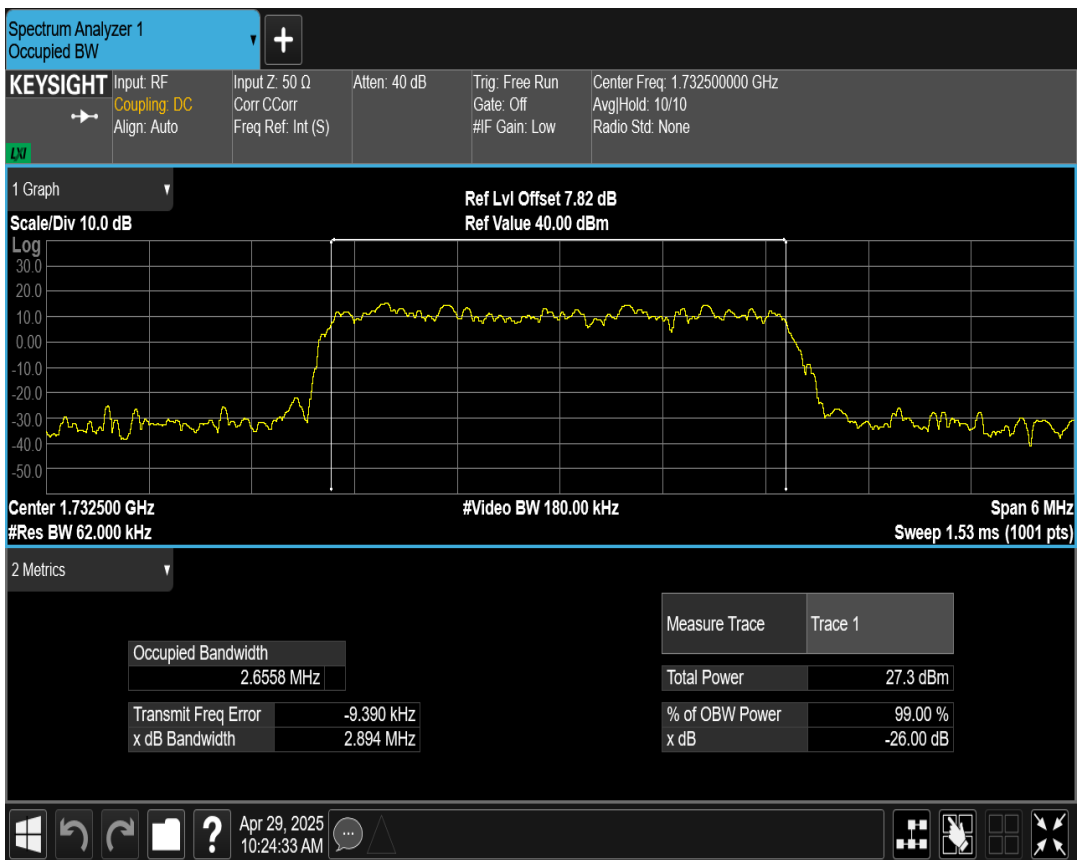 Spectrum Analyzer 1
Occupied BW
KEYSIGHT
LXI
Input: RF
Coupling: DC
Align: Auto
Input Z: 50 Ω
Corr CCorr
Freq Ref: Int (S)
Atten: 40 dB
Trig: Free Run
Gate: Off
#IF Gain: Low
Center Freq: 1.732500000 GHz
Avg|Hold: 10/10
Radio Std: None
1 Graph
Scale/Div 10.0 dB
Ref Lvl Offset 7.82 dB
Ref Value 40.00 dBm
Log
30.0
20.0
10.0
0.00
-10.0
-20.0
-30.0
-40.0
-50.0
Center 1.732500 GHz
#Video BW 180.00 kHz
Span 6 MHz
#Res BW 62.000 kHz
Sweep 1.53 ms (1001 pts)
2 Metrics
Measure Trace Trace 1
Occupied Bandwidth
2.6558 MHz
Total Power 27.3 dBm
Transmit Freq Error -9.390 kHz
% of OBW Power 99.00 %
x dB Bandwidth 2.894 MHz
x dB -26.00 dB
?
Apr 29, 2025
10:24:33 AM